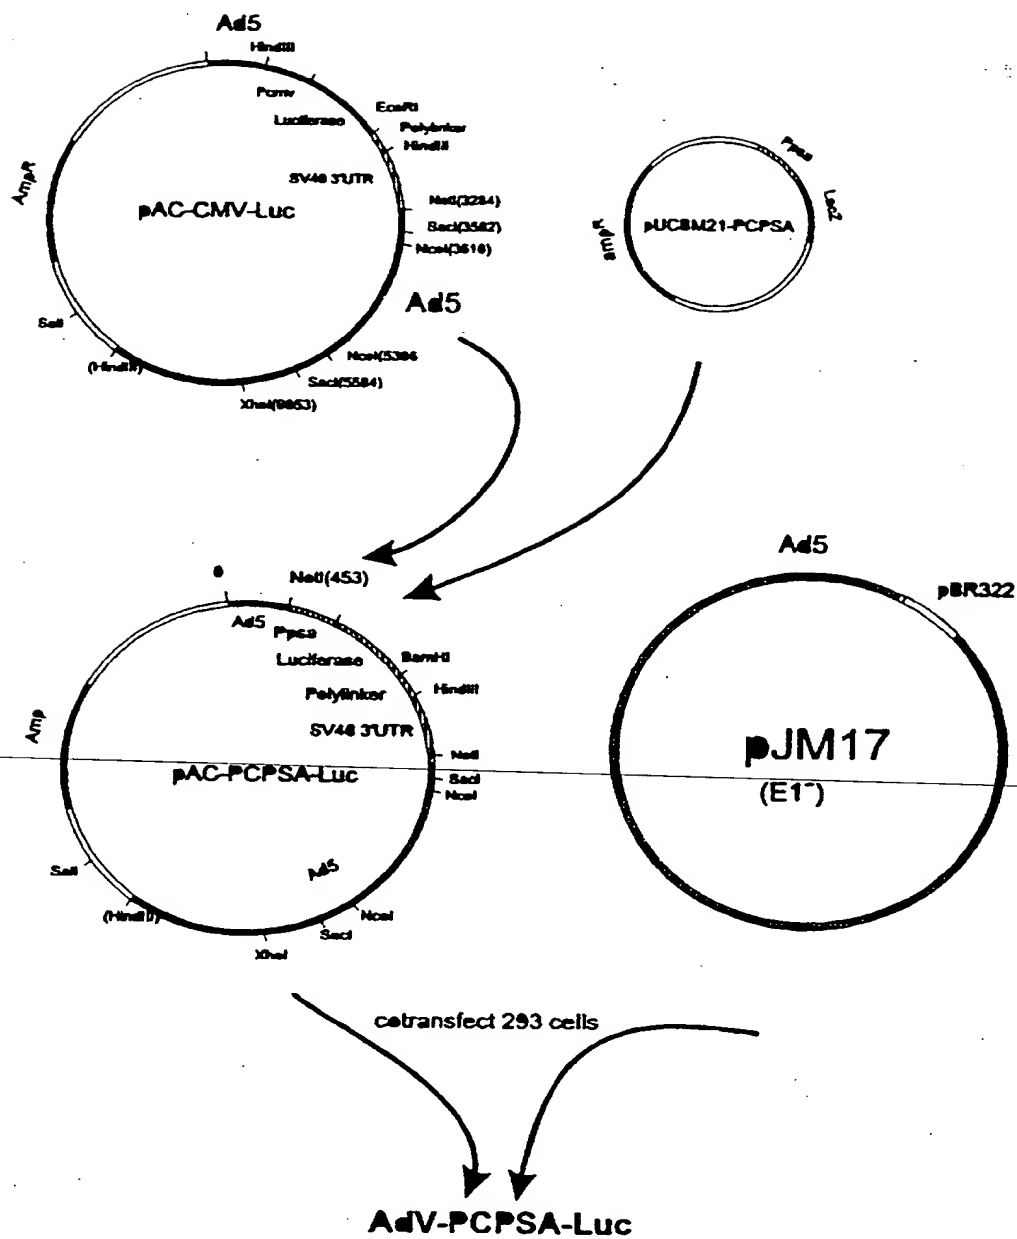 Ad5
HindIII
Pcmv
EcoRI
Luciferase
Polylinker
HindIII
SV40 3'UTR
AmpR
pAC-CMV-Luc
NotI(3284)
SacI(3562)
NcoI(3616)
Ad5
SalI
(HindIII)
NcoI(5386
SacI(5584)
XhoI(9853)
Ppsa
LacZ
pUCBM21-PCPSA
ampR
NotI(453)
Ad5
Ppsa
Luciferase
BamHI
Polylinker
HindIII
SV40 3'UTR
Amp
NotI
pAC-PCPSA-Luc
SacI
NcoI
Ad5
SalI
(HindIII)
NcoI
SacI
XhoI
Ad5
pBR322
pJM17
(E1⁻)
cotransfect 293 cells
AdV-PCPSA-Luc